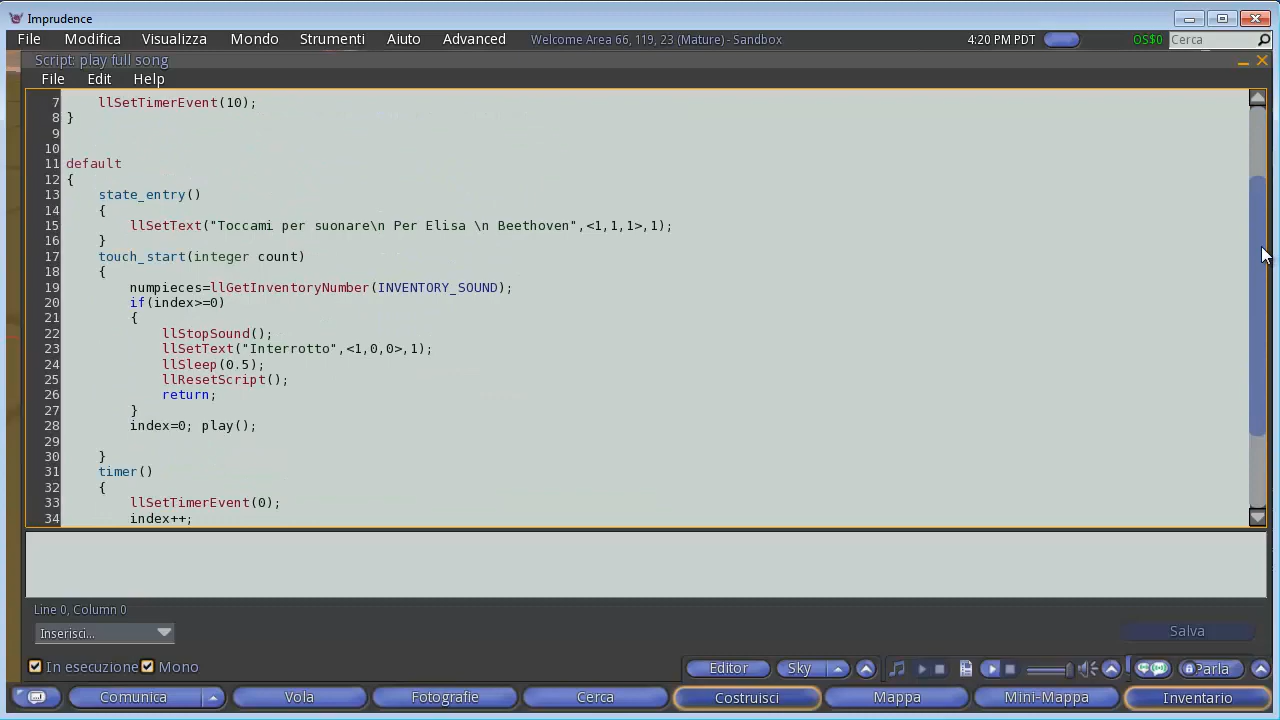 Imprudence
File Modifica Visualizza Mondo Strumenti Aiuto Advanced Welcome Area 66, 119, 23 (Mature) - Sandbox 4:20 PM PDT OS$0 Cerca
Script: play full song
File Edit Help
7 llSetTimerEvent(10);
8 }
9
10
11 default
12 {
13 state_entry()
14 {
15 llSetText("Toccami per suonare\n Per Elisa \n Beethoven",<1,1,1>,1);
16 }
17 touch_start(integer count)
18 {
19 numpieces=llGetInventoryNumber(INVENTORY_SOUND);
20 if(index>=0)
21 {
22 llStopSound();
23 llSetText("Interrotto",<1,0,0>,1);
24 llSleep(0.5);
25 llResetScript();
26 return;
27 }
28 index=0; play();
29
30 }
31 timer()
32 {
33 llSetTimerEvent(0);
34 index++;
Line 0, Column 0
Inserisci... Salva
In esecuzione Mono Editor Sky Parla
Comunica Vola Fotografie Cerca Costruisci Mappa Mini-Mappa Inventario